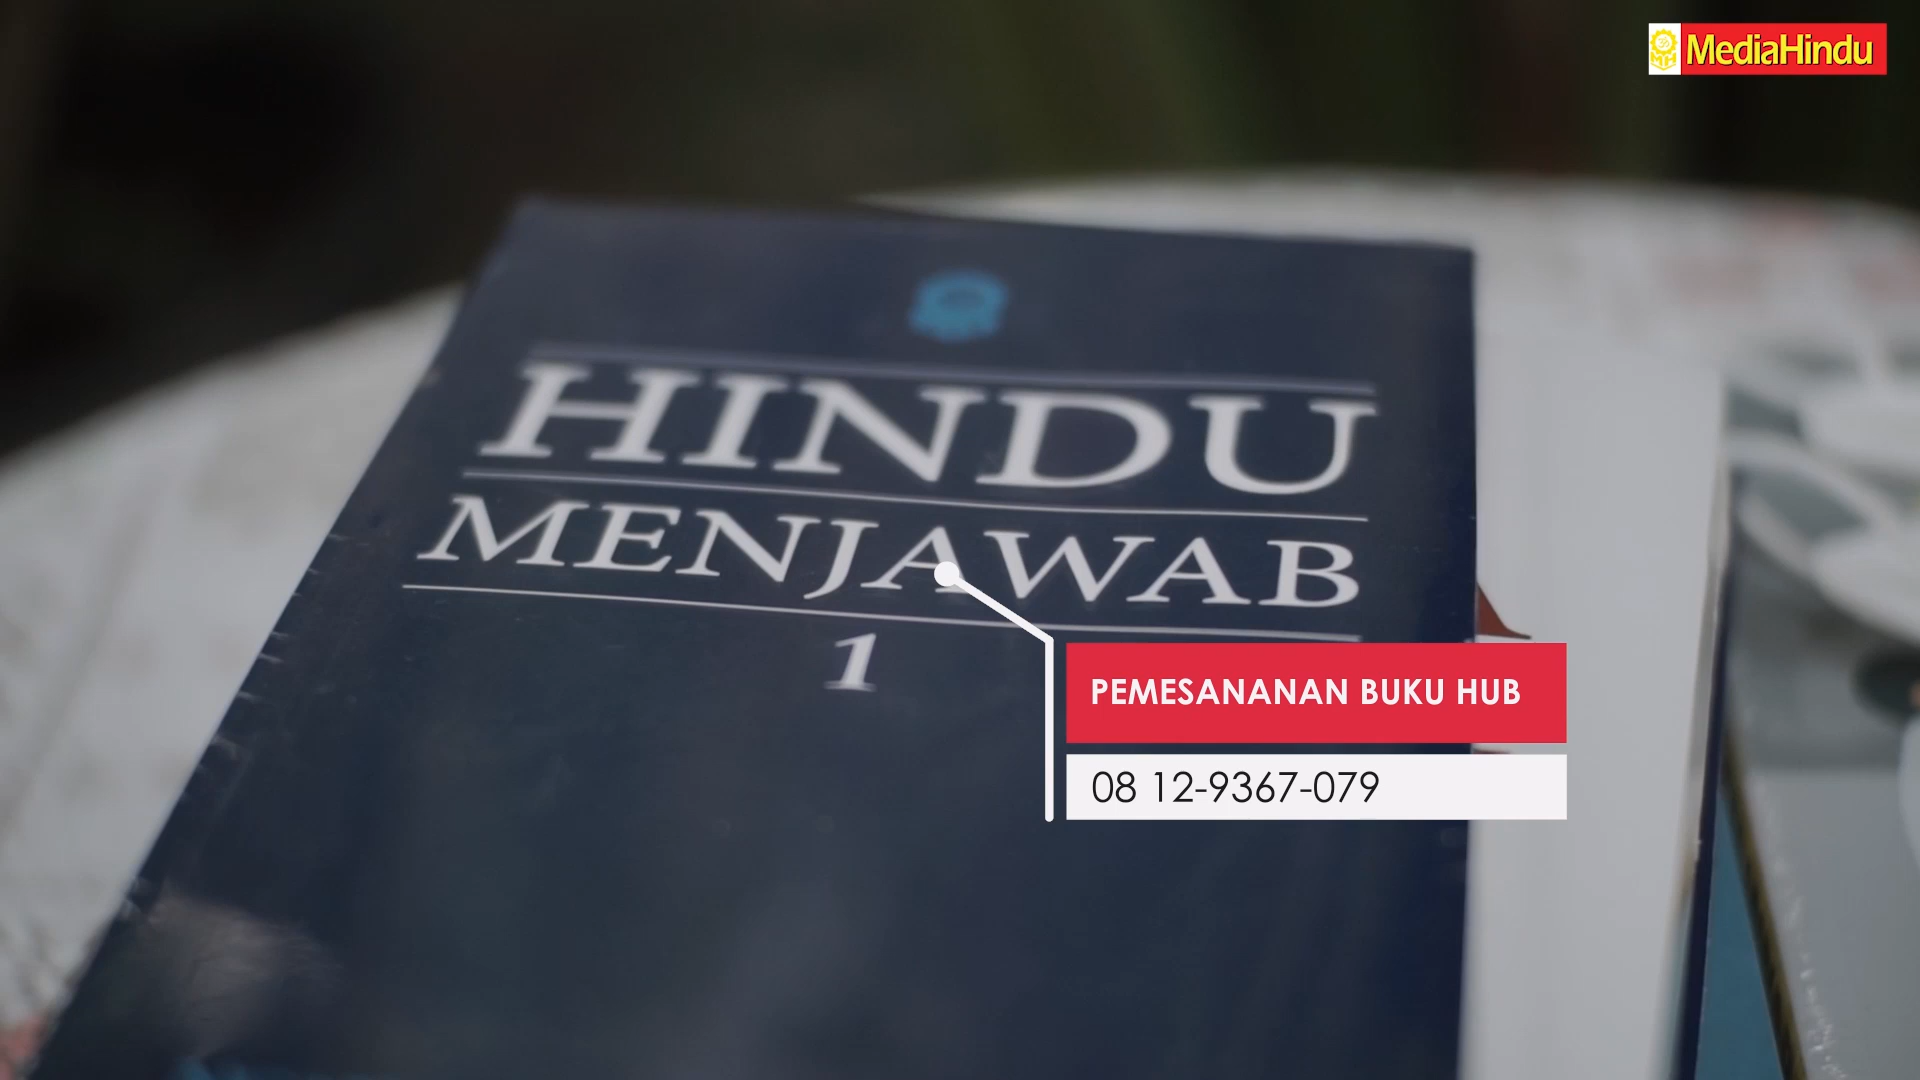 MediaHindu
HINDU
MENJAWAB
1
PEMESANANAN BUKU HUB
08 12-9367-079